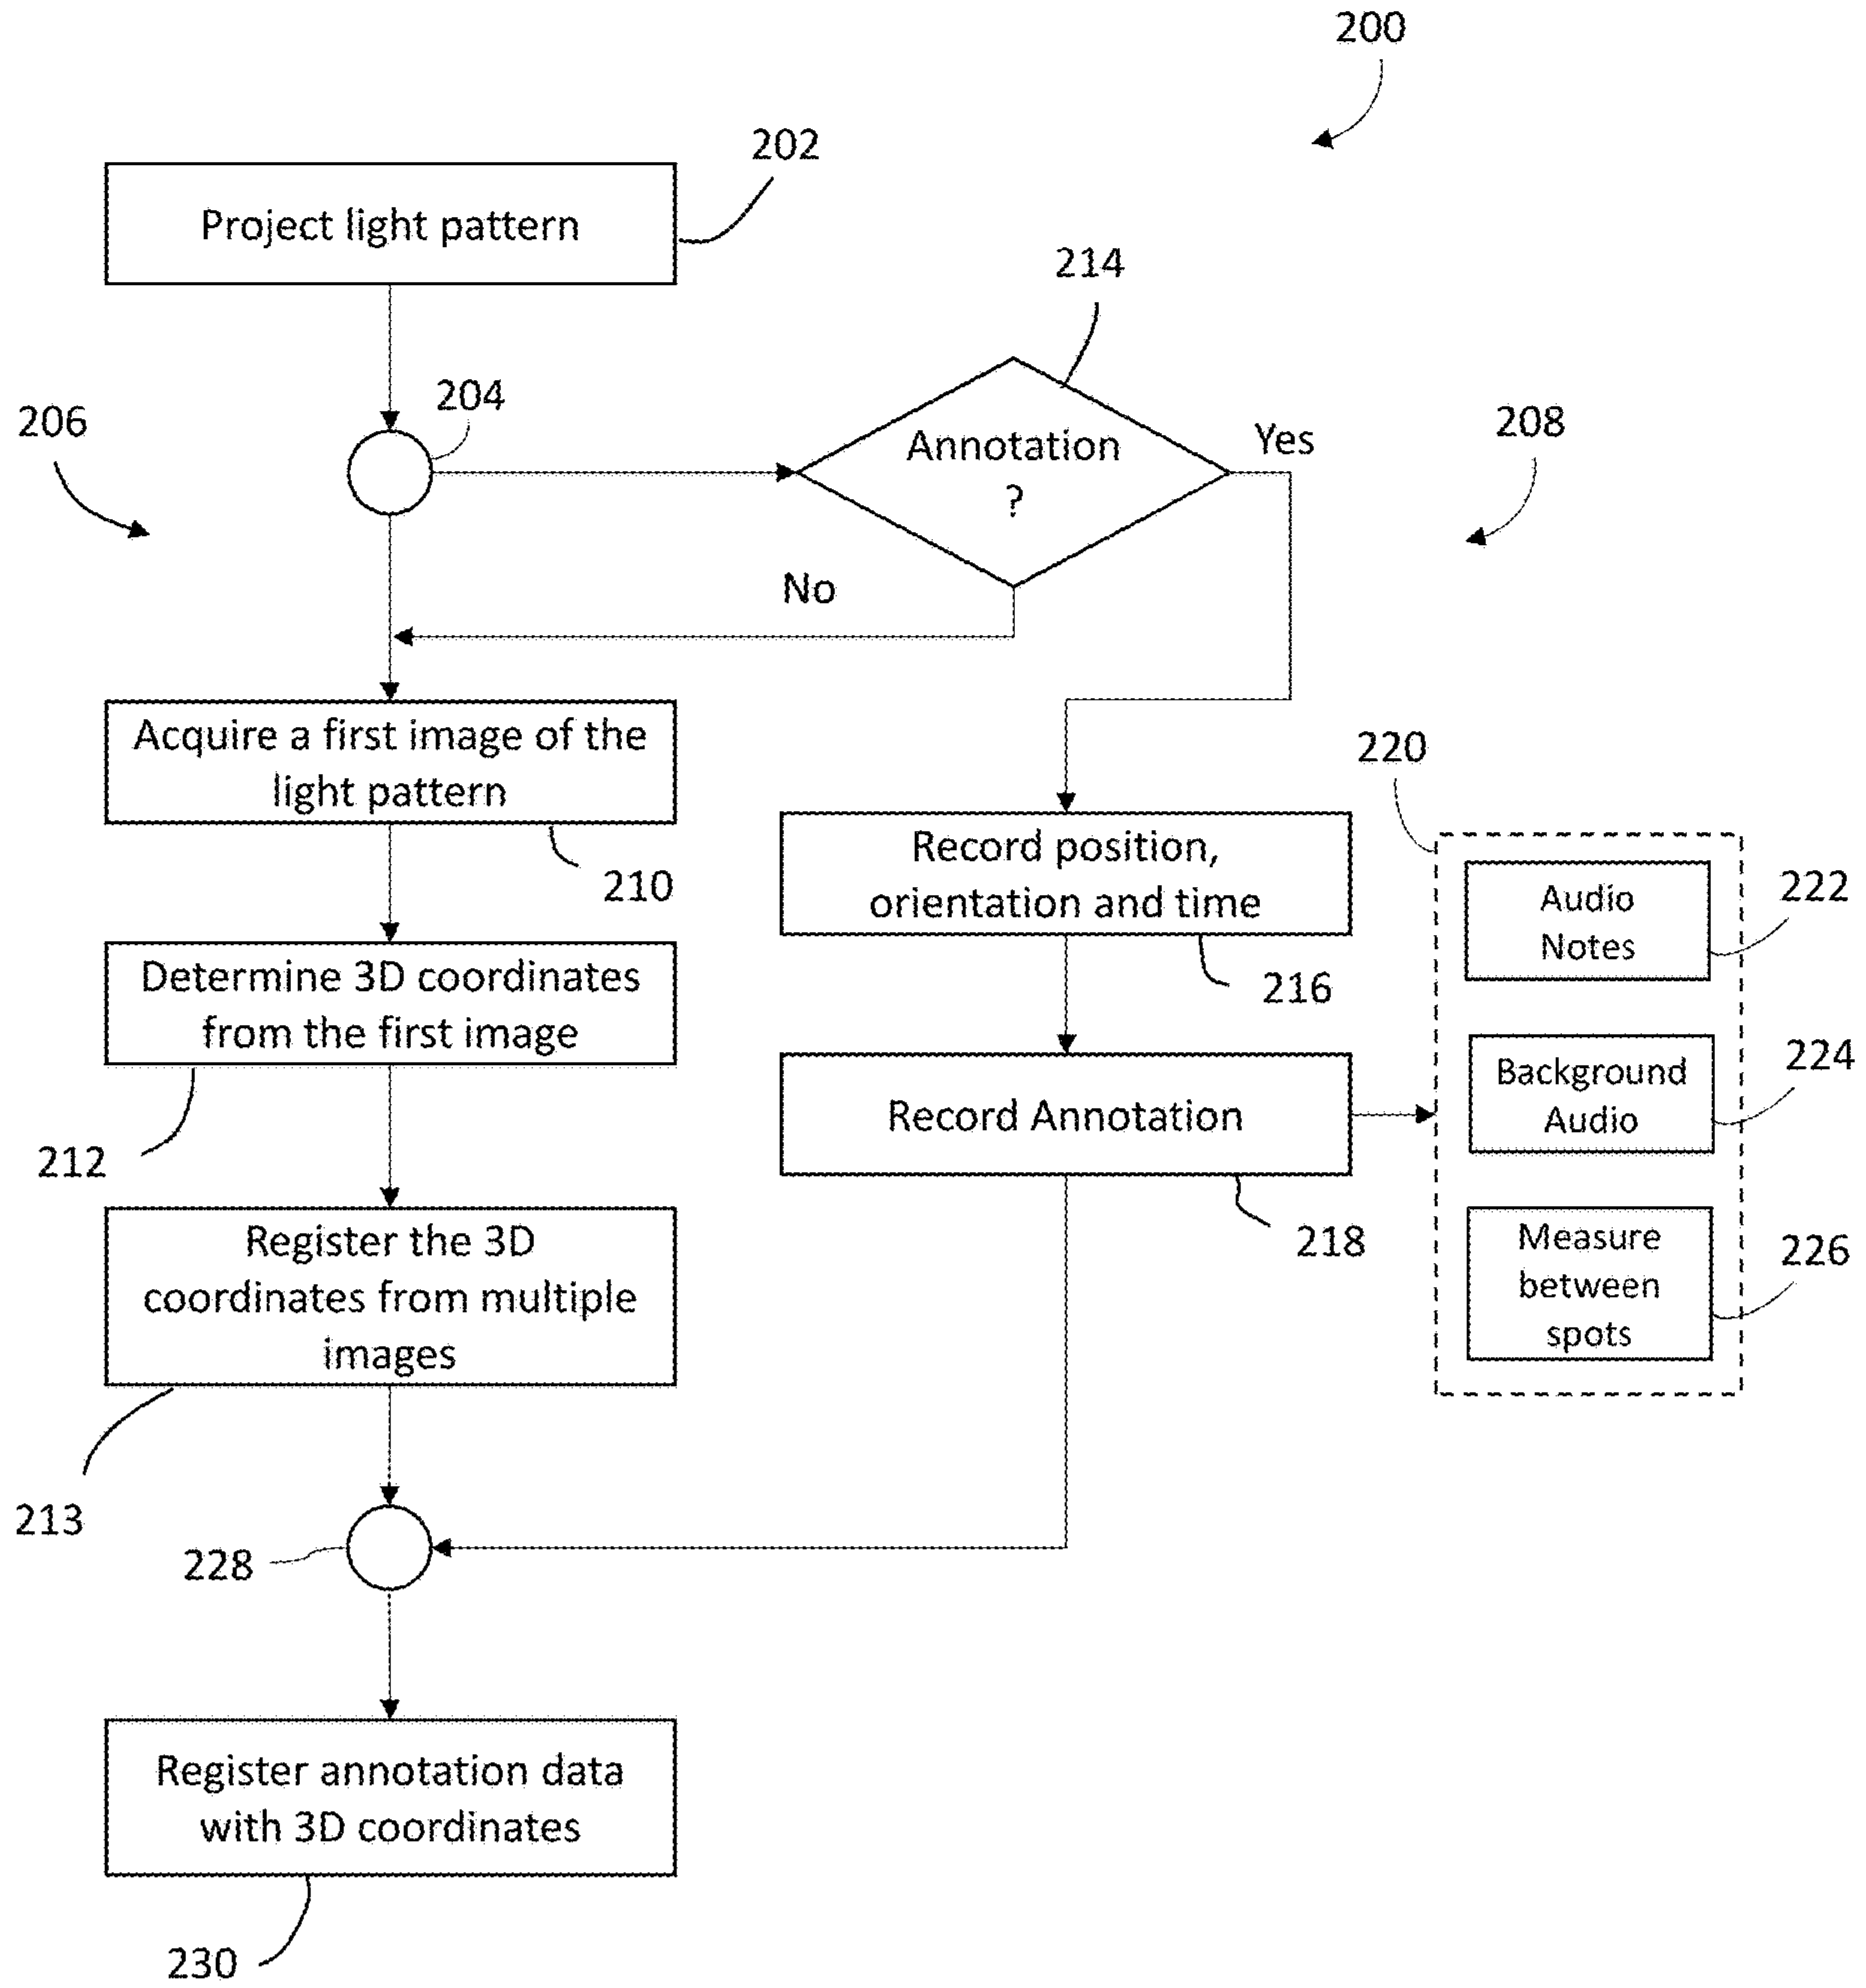 200
202
Project light pattern
214
204
206
208
Annotation
?
Yes
No
Acquire a first image of the
light pattern
210
220
Record position,
orientation and time
216
Audio
Notes
222
Determine 3D coordinates
from the first image
212
Record Annotation
218
Background
Audio
224
Register the 3D
coordinates from multiple
images
213
Measure
between
spots
226
228
Register annotation data
with 3D coordinates
230